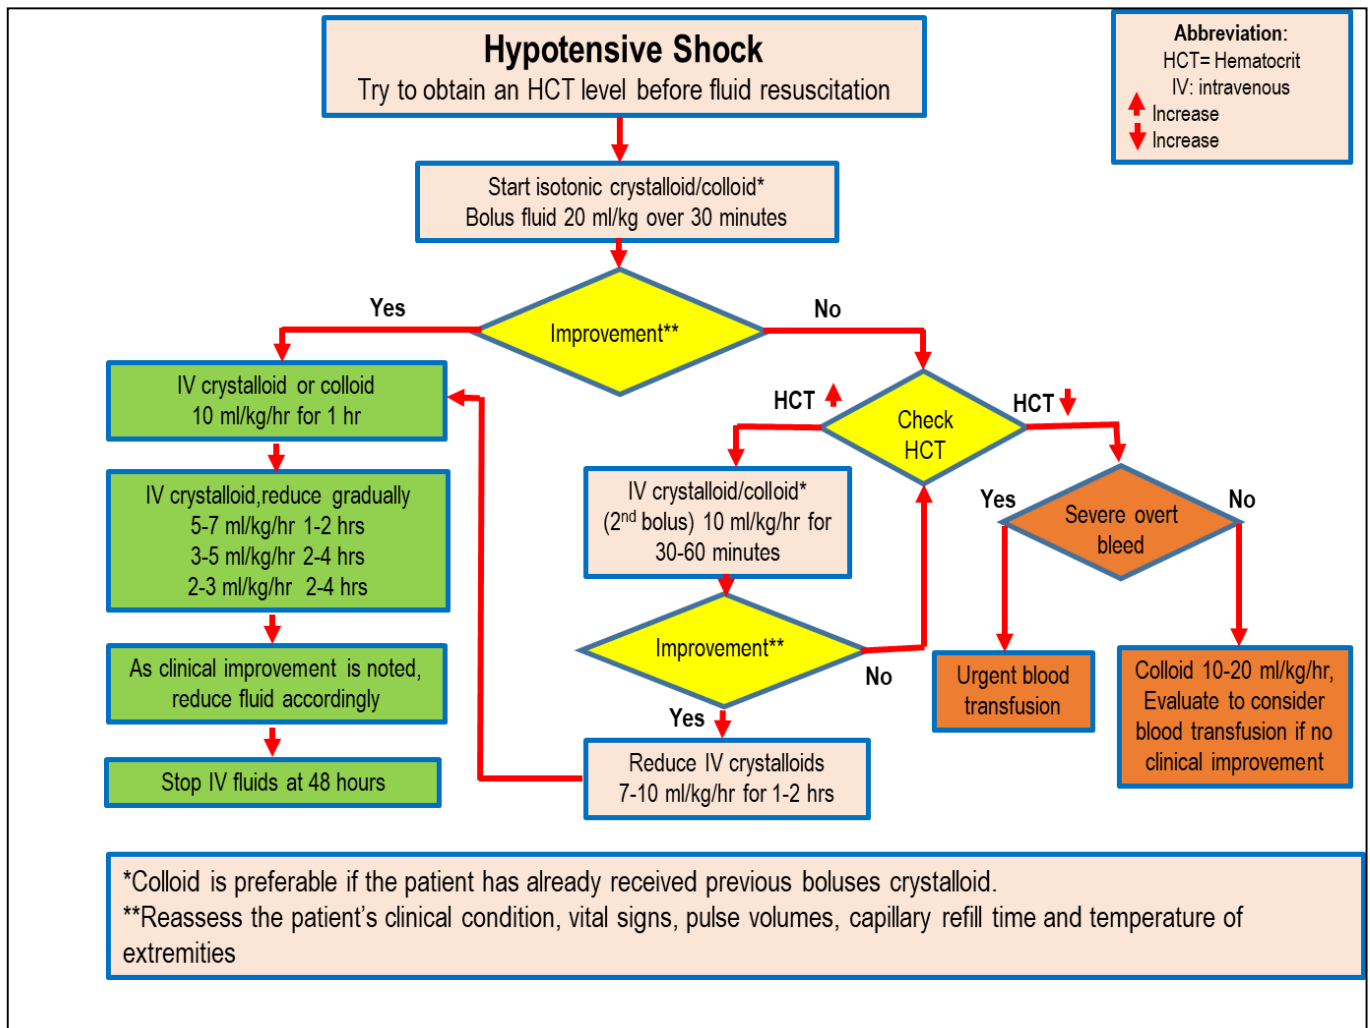 Hypotensive Shock
Try to obtain an HCT level before fluid resuscitation
Abbreviation:
HCT= Hematocrit
IV: intravenous
Increase
Increase
Start isotonic crystalloid/colloid*
Bolus fluid 20 ml/kg over 30 minutes
Improvement**
Yes
No
IV crystalloid or colloid
10 ml/kg/hr for 1 hr
IV crystalloid,reduce gradually
5-7 ml/kg/hr 1-2 hrs
3-5 ml/kg/hr 2-4 hrs
2-3 ml/kg/hr 2-4 hrs
As clinical improvement is noted,
reduce fluid accordingly
Stop IV fluids at 48 hours
Check
HCT
HCT
HCT
IV crystalloid/colloid*
(2nd bolus) 10 ml/kg/hr for
30-60 minutes
Improvement**
No
Yes
Reduce IV crystalloids
7-10 ml/kg/hr for 1-2 hrs
Severe overt
bleed
Yes
No
Urgent blood
transfusion
Colloid 10-20 ml/kg/hr,
Evaluate to consider
blood transfusion if no
clinical improvement
*Colloid is preferable if the patient has already received previous boluses crystalloid.
**Reassess the patient’s clinical condition, vital signs, pulse volumes, capillary refill time and temperature of
extremities